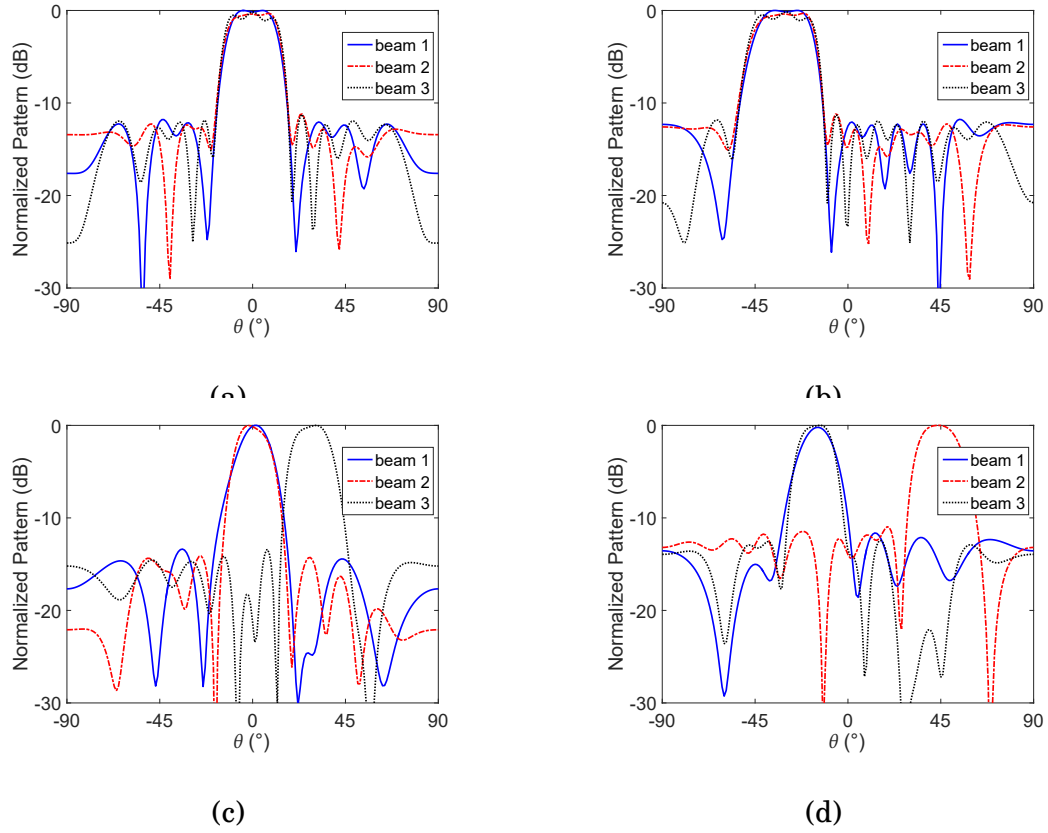 0
-10
-20
-30
-90 -45 0 45 90
θ (°)
Normalized Pattern (dB)
beam 1
beam 2
beam 3
(a)
0
-10
-20
-30
-90 -45 0 45 90
θ (°)
Normalized Pattern (dB)
beam 1
beam 2
beam 3
(b)
0
-10
-20
-30
-90 -45 0 45 90
θ (°)
Normalized Pattern (dB)
beam 1
beam 2
beam 3
(c)
0
-10
-20
-30
-90 -45 0 45 90
θ (°)
Normalized Pattern (dB)
beam 1
beam 2
beam 3
(d)